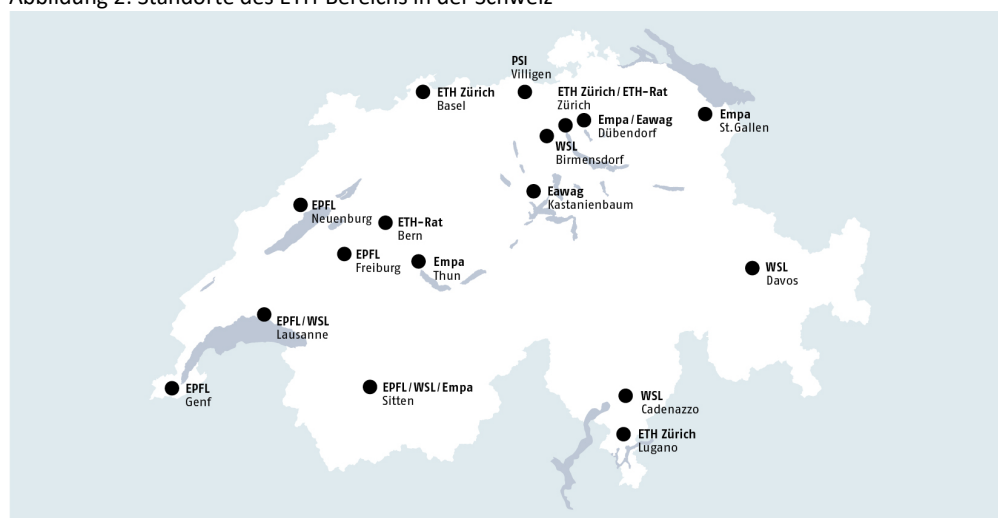 Abbildung 2: Standorte des ETH-Bereichs in der Schweiz
PSI
Villigen
ETH Zürich
Basel
ETH Zürich/ETH-Rat
Zürich
Empa/Eawag
Dübendorf
Empa
St.Gallen
WSL
Birmensdorf
Eawag
Kastanienbaum
EPFL
Neuenburg
ETH-Rat
Bern
EPFL
Freiburg
Empa
Thun
WSL
Davos
EPFL/WSL
Lausanne
EPFL
Genf
EPFL/WSL/Empa
Sitten
WSL
Cadenazzo
ETH Zürich
Lugano